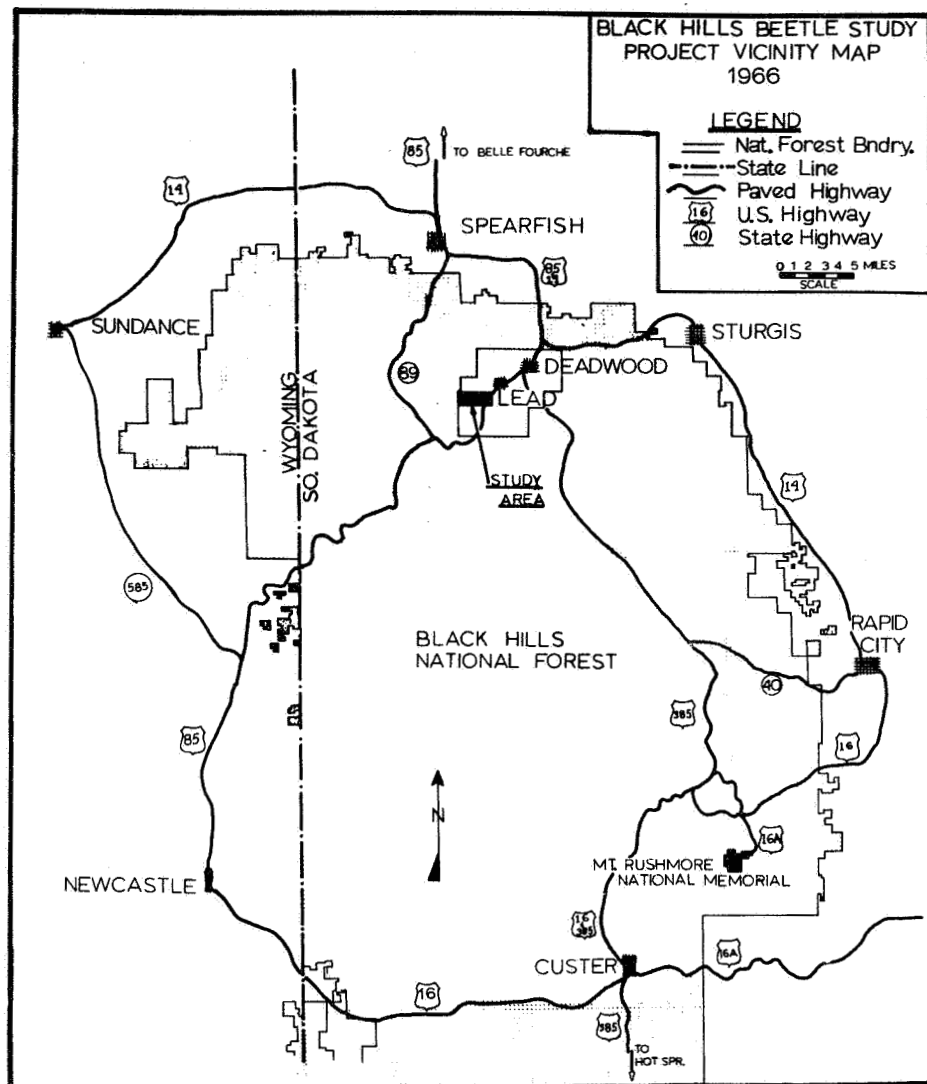 BLACK HILLS BEETLE STUDY
PROJECT VICINITY MAP
1966
LEGEND
Nat. Forest Bndry.
State Line
Paved Highway
16 U.S. Highway
40 State Highway
0 1 2 3 4 5 MILES
SCALE
85
TO BELLE FOURCHE
14
SPEARFISH
85
SUNDANCE
STURGIS
DEADWOOD
89
LEAD
WYOMING
SO. DAKOTA
STUDY
AREA
14
585
BLACK HILLS
NATIONAL FOREST
RAPID
CITY
40
385
85
16
N
16A
MT. RUSHMORE
NATIONAL MEMORIAL
NEWCASTLE
16
385
CUSTER
16A
16
385
TO
HOT SPR.